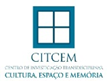 CITCEM
CENTRO DE INVESTIGAÇÃO TRANSDISCIPLINAR
CULTURA, ESPAÇO E MEMÓRIA